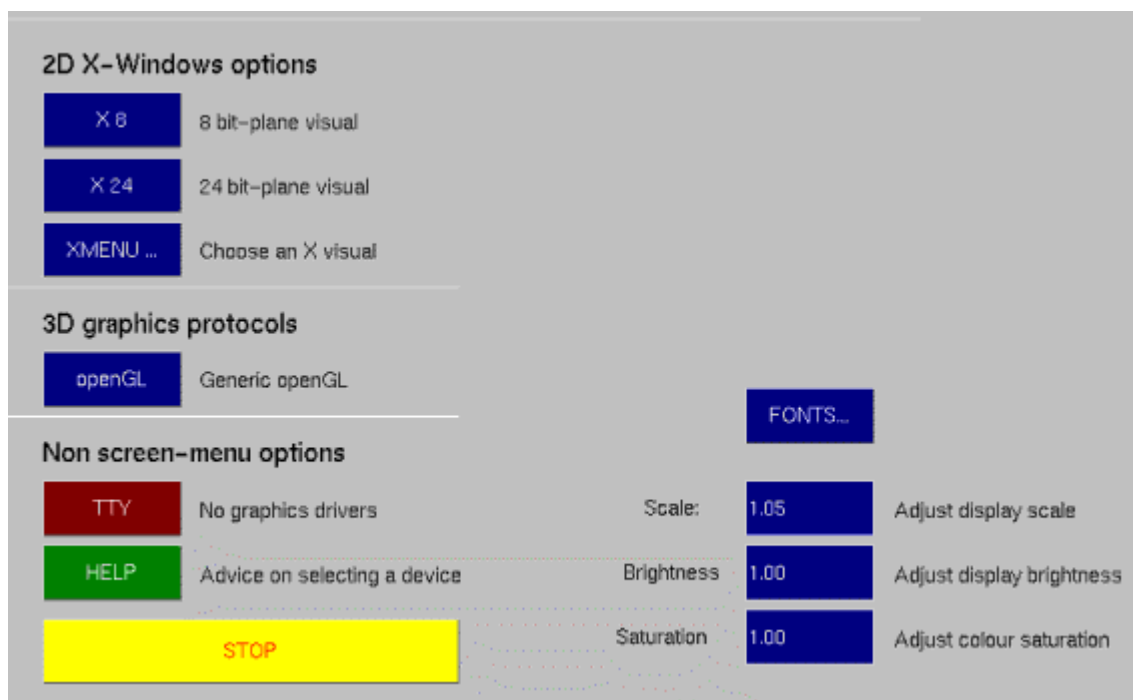 2D X-Windows options
X 8 8 bit-plane visual
X 24 24 bit-plane visual
XMENU ... Choose an X visual
3D graphics protocols
openGL Generic openGL
FONTS...
Non screen-menu options
TTY No graphics drivers Scale: 1.05 Adjust display scale
HELP Advice on selecting a device Brightness 1.00 Adjust display brightness
STOP Saturation 1.00 Adjust colour saturation